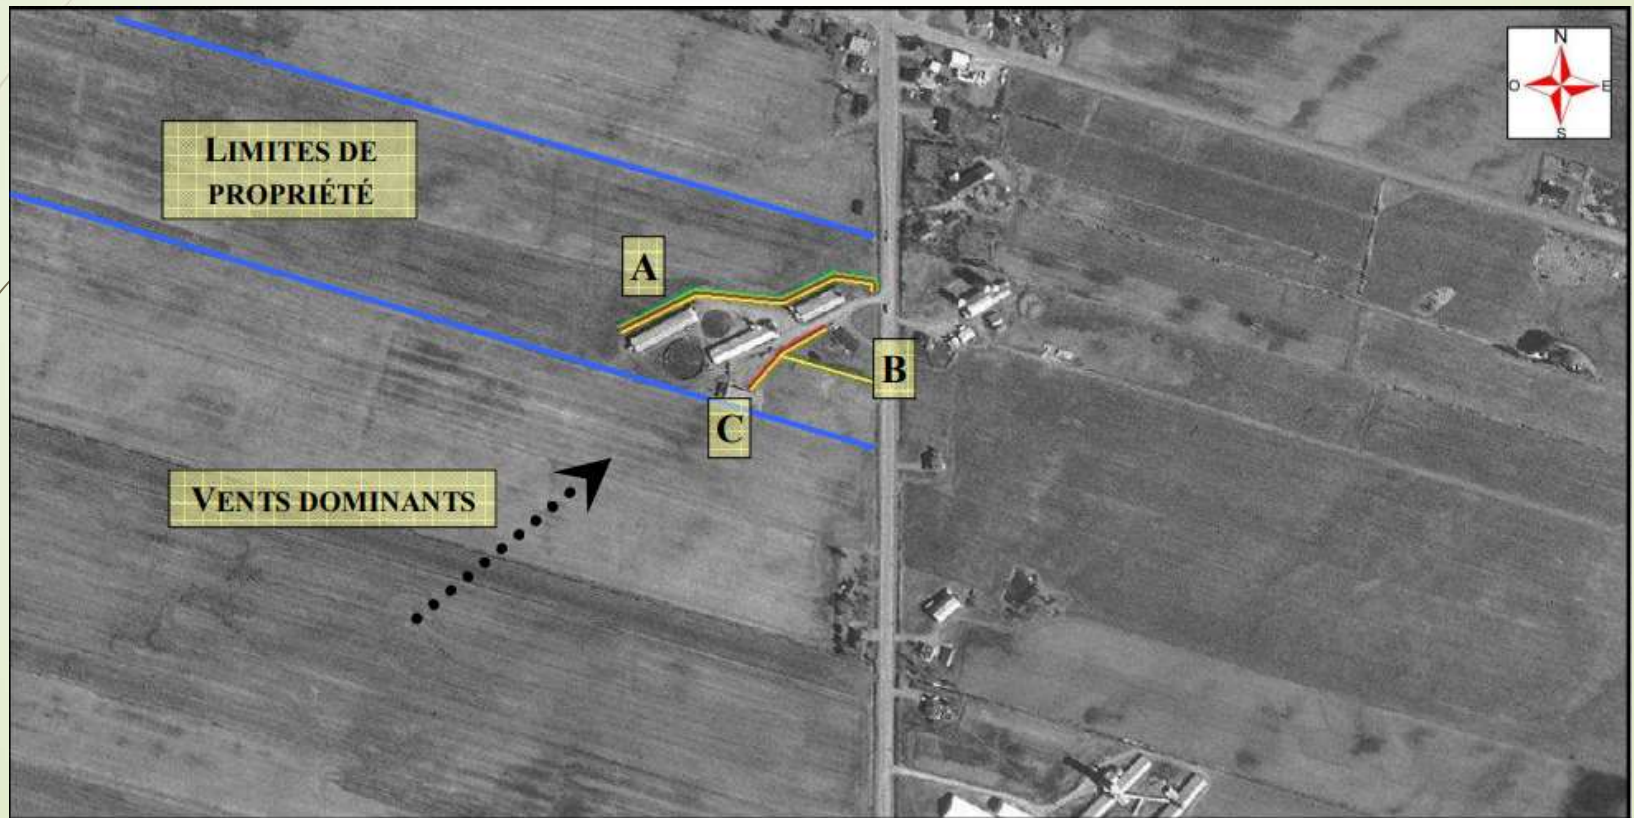 N
O E
S
LIMITES DE
PROPRIÉTÉ
A
B
C
VENTS DOMINANTS